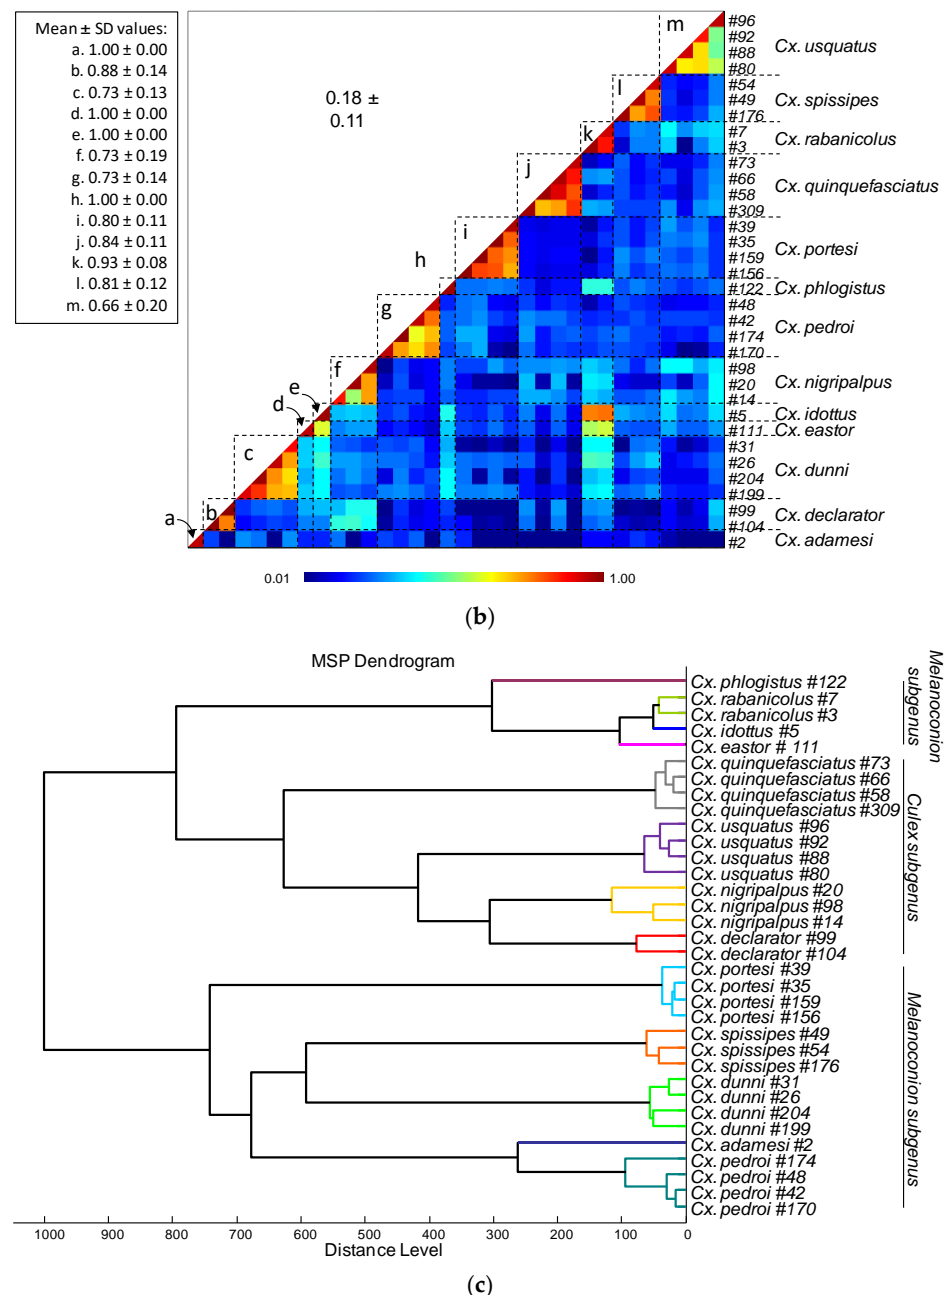 Mean ± SD values:
a. 1.00 ± 0.00
b. 0.88 ± 0.14
c. 0.73 ± 0.13
d. 1.00 ± 0.00
e. 1.00 ± 0.00
f. 0.73 ± 0.19
g. 0.73 ± 0.14
h. 1.00 ± 0.00
i. 0.80 ± 0.11
j. 0.84 ± 0.11
k. 0.93 ± 0.08
l. 0.81 ± 0.12
m. 0.66 ± 0.20
0.18 ±
0.11
m
l
k
j
i
h
g
f
e
d
c
b
a
#96
#92
#88
#80
Cx. usquatus
#54
#49
#176
Cx. spissipes
#7
#3
Cx. rabanicolus
#73
#66
#58
#309
Cx. quinquefasciatus
#39
#35
#159
#156
Cx. portesi
#122
Cx. phlogistus
#48
#42
#174
#170
Cx. pedroi
#98
#20
#14
Cx. nigripalpus
#5
Cx. idottus
#111
Cx. eastor
#31
#26
#204
#199
Cx. dunni
#99
#104
Cx. declarator
#2
Cx. adamesi
0.01
1.00
(b)
MSP Dendrogram
Cx. phlogistus #122
Cx. rabanicolus #7
Cx. rabanicolus #3
Cx. idottus #5
Cx. eastor # 111
Cx. quinquefasciatus #73
Cx. quinquefasciatus #66
Cx. quinquefasciatus #58
Cx. quinquefasciatus #309
Cx. usquatus #96
Cx. usquatus #92
Cx. usquatus #88
Cx. usquatus #80
Cx. nigripalpus #20
Cx. nigripalpus #98
Cx. nigripalpus #14
Cx. declarator #99
Cx. declarator #104
Cx. portesi #39
Cx. portesi #35
Cx. portesi #159
Cx. portesi #156
Cx. spissipes #49
Cx. spissipes #54
Cx. spissipes #176
Cx. dunni #31
Cx. dunni #26
Cx. dunni #204
Cx. dunni #199
Cx. adamesi #2
Cx. pedroi #174
Cx. pedroi #48
Cx. pedroi #42
Cx. pedroi #170
Melanoconion
subgenus
Culex subgenus
Melanoconion subgenus
1000 900 800 700 600 500 400 300 200 100 0
Distance Level
(c)